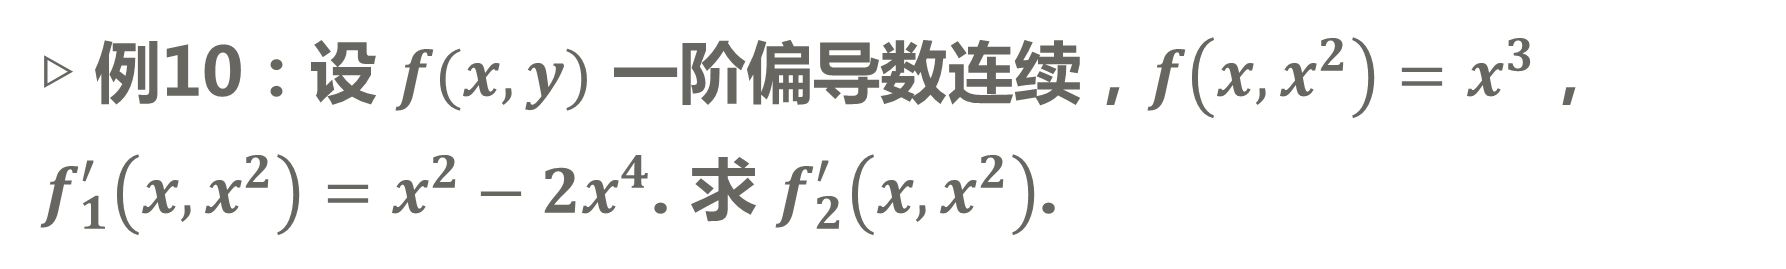 ▷ 例10：设 f(x, y) 一阶偏导数连续，f(x, x²) = x³，
f′₁(x, x²) = x² − 2x⁴. 求 f′₂(x, x²).